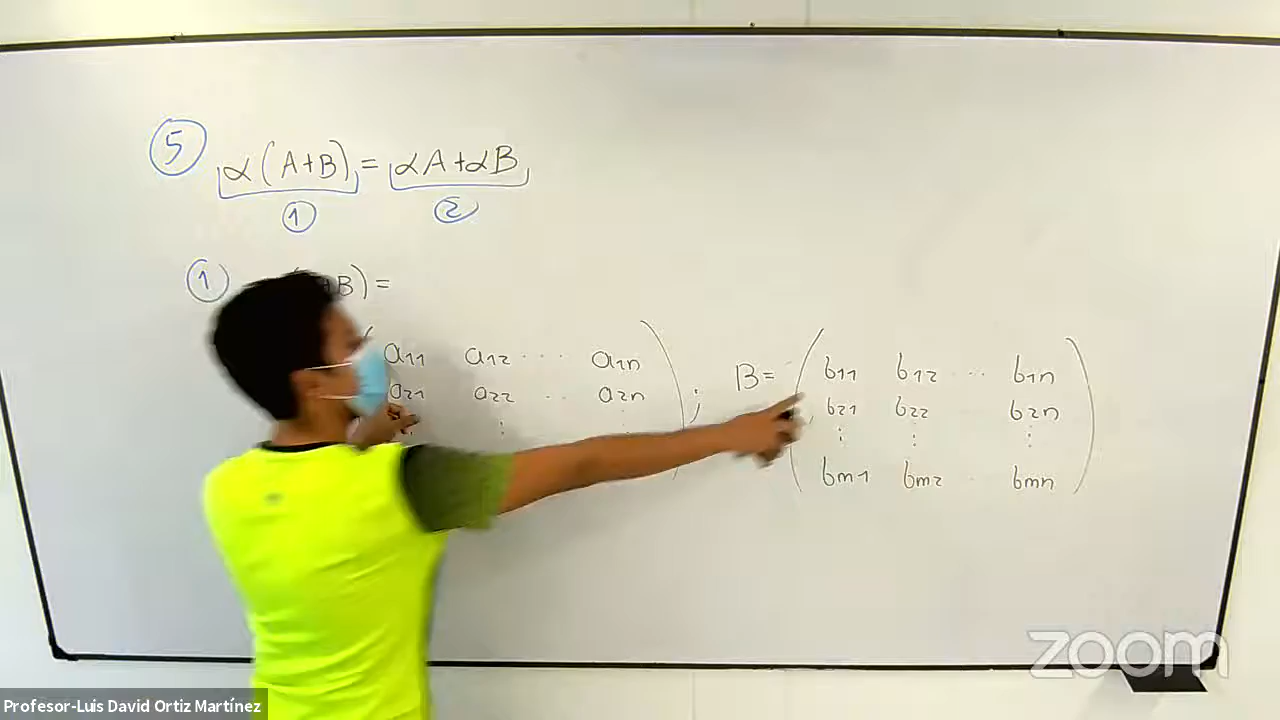 5 α(A+B) = αA+αB
1 2
1 B) =
a11 a12 ... a1n ; B= b11 b12 ... b1n
a21 a22 .. a2n b21 b22 b2n
⋮ ⋮ ⋮ ⋮ ⋮
bm1 bm2 .. bmn
zoom
Profesor-Luis David Ortiz Martínez